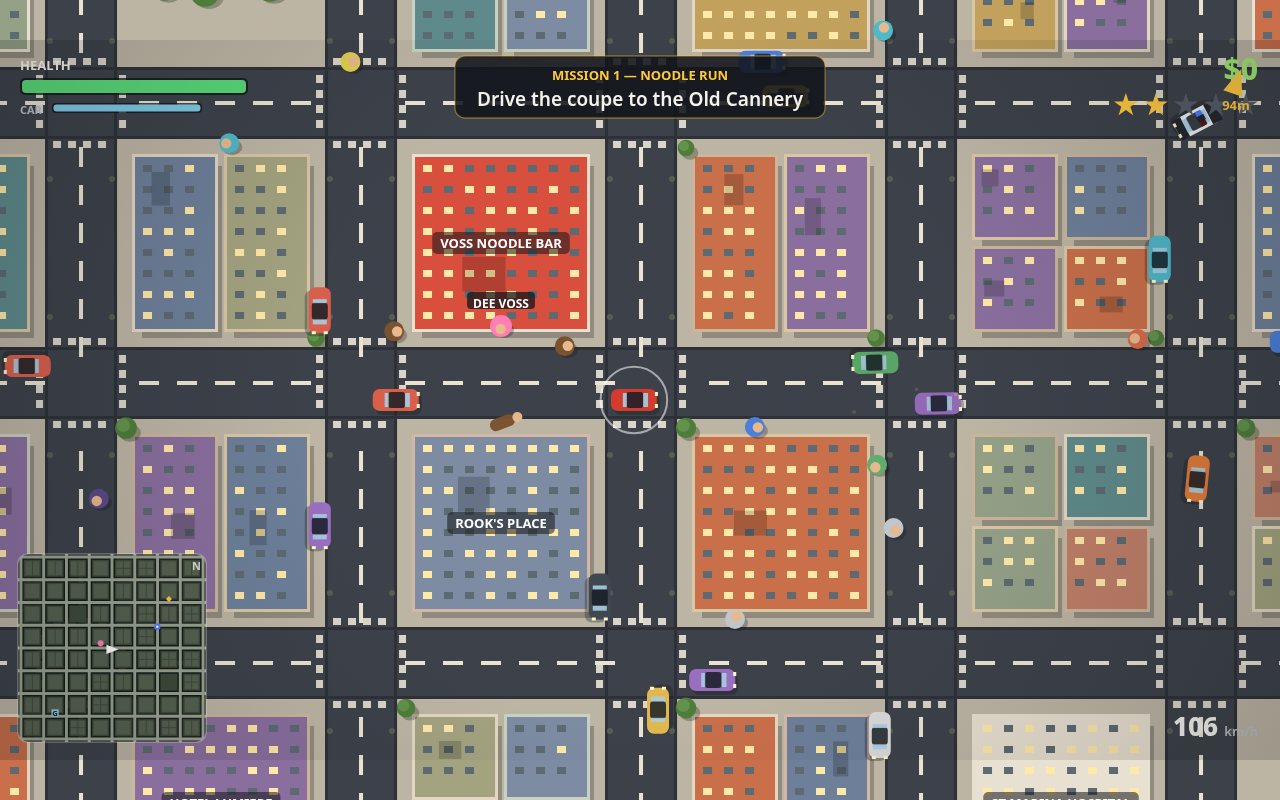 HEALTH
CAR
MISSION 1 — NOODLE RUN
Drive the coupe to the Old Cannery
$0
94m
VOSS NOODLE BAR
DEE VOSS
ROOK'S PLACE
N
106 km/h